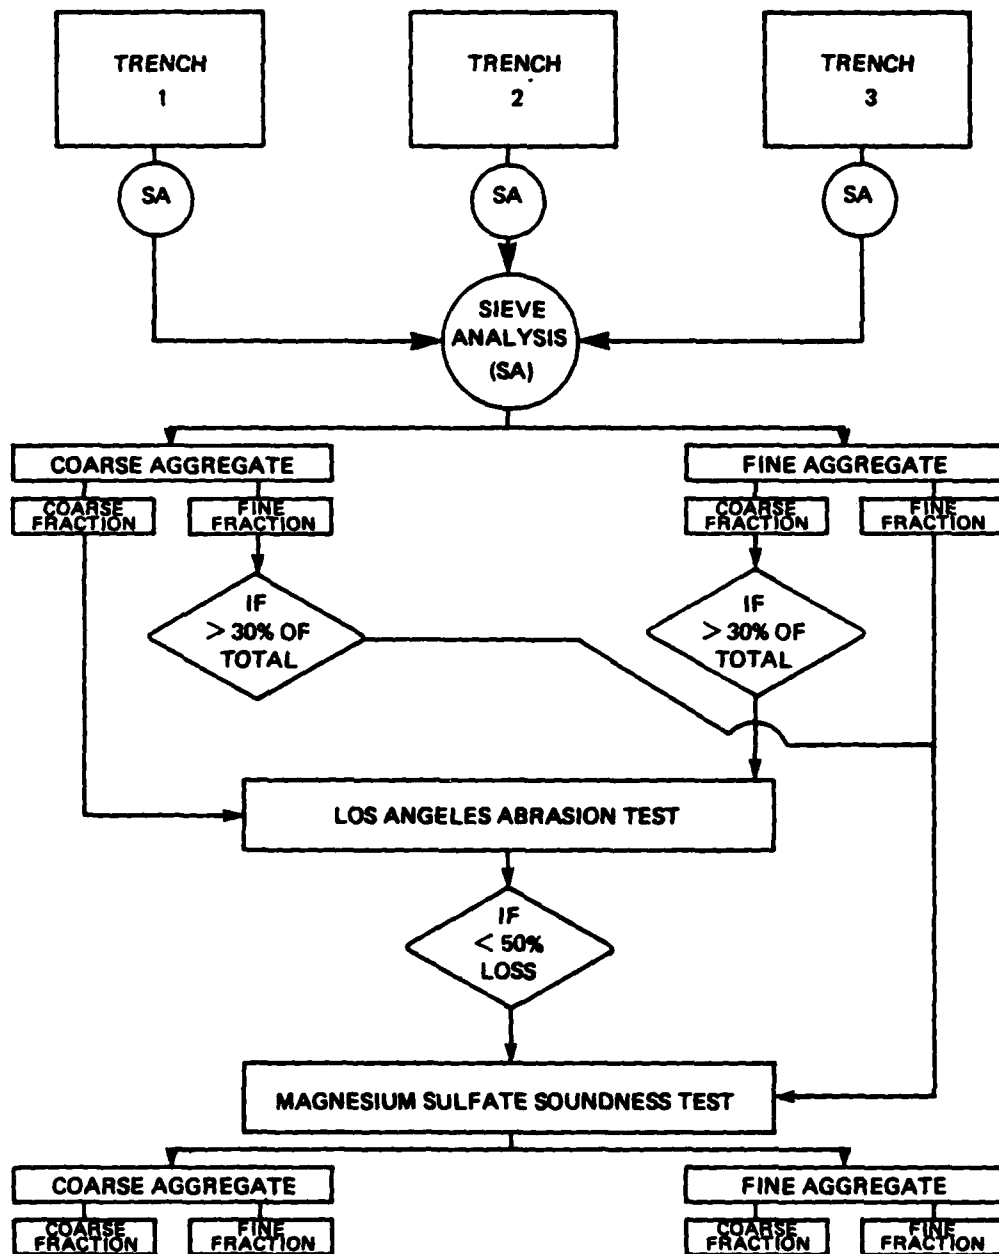 TRENCH
1
TRENCH
2
TRENCH
3
SA
SA
SA
SIEVE
ANALYSIS
(SA)
COARSE AGGREGATE
FINE AGGREGATE
COARSE
FRACTION
FINE
FRACTION
COARSE
FRACTION
FINE
FRACTION
IF
> 30% OF
TOTAL
IF
> 30% OF
TOTAL
LOS ANGELES ABRASION TEST
IF
< 50%
LOSS
MAGNESIUM SULFATE SOUNDNESS TEST
COARSE AGGREGATE
FINE AGGREGATE
COARSE
FRACTION
FINE
FRACTION
COARSE
FRACTION
FINE
FRACTION